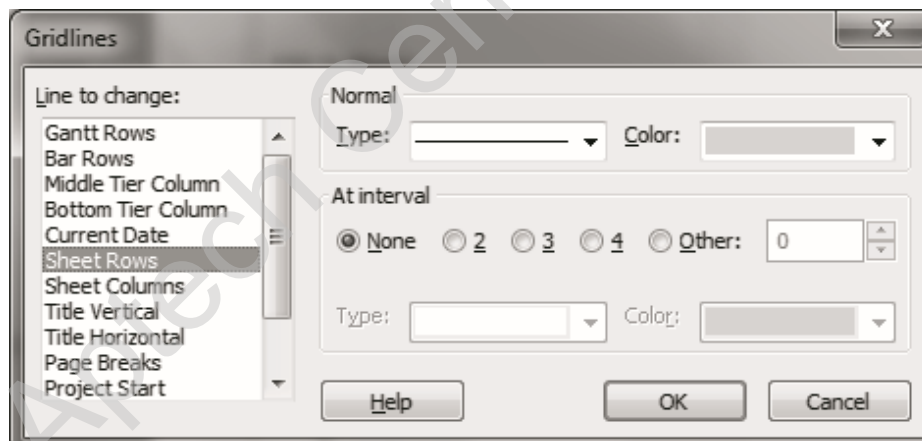 Gridlines
Line to change:
Gantt Rows
Bar Rows
Middle Tier Column
Bottom Tier Column
Current Date
Sheet Rows
Sheet Columns
Title Vertical
Title Horizontal
Page Breaks
Project Start
Normal
Type:
Color:
At interval
None 2 3 4 Other: 0
Type:
Color:
Help OK Cancel
Aptech Cen